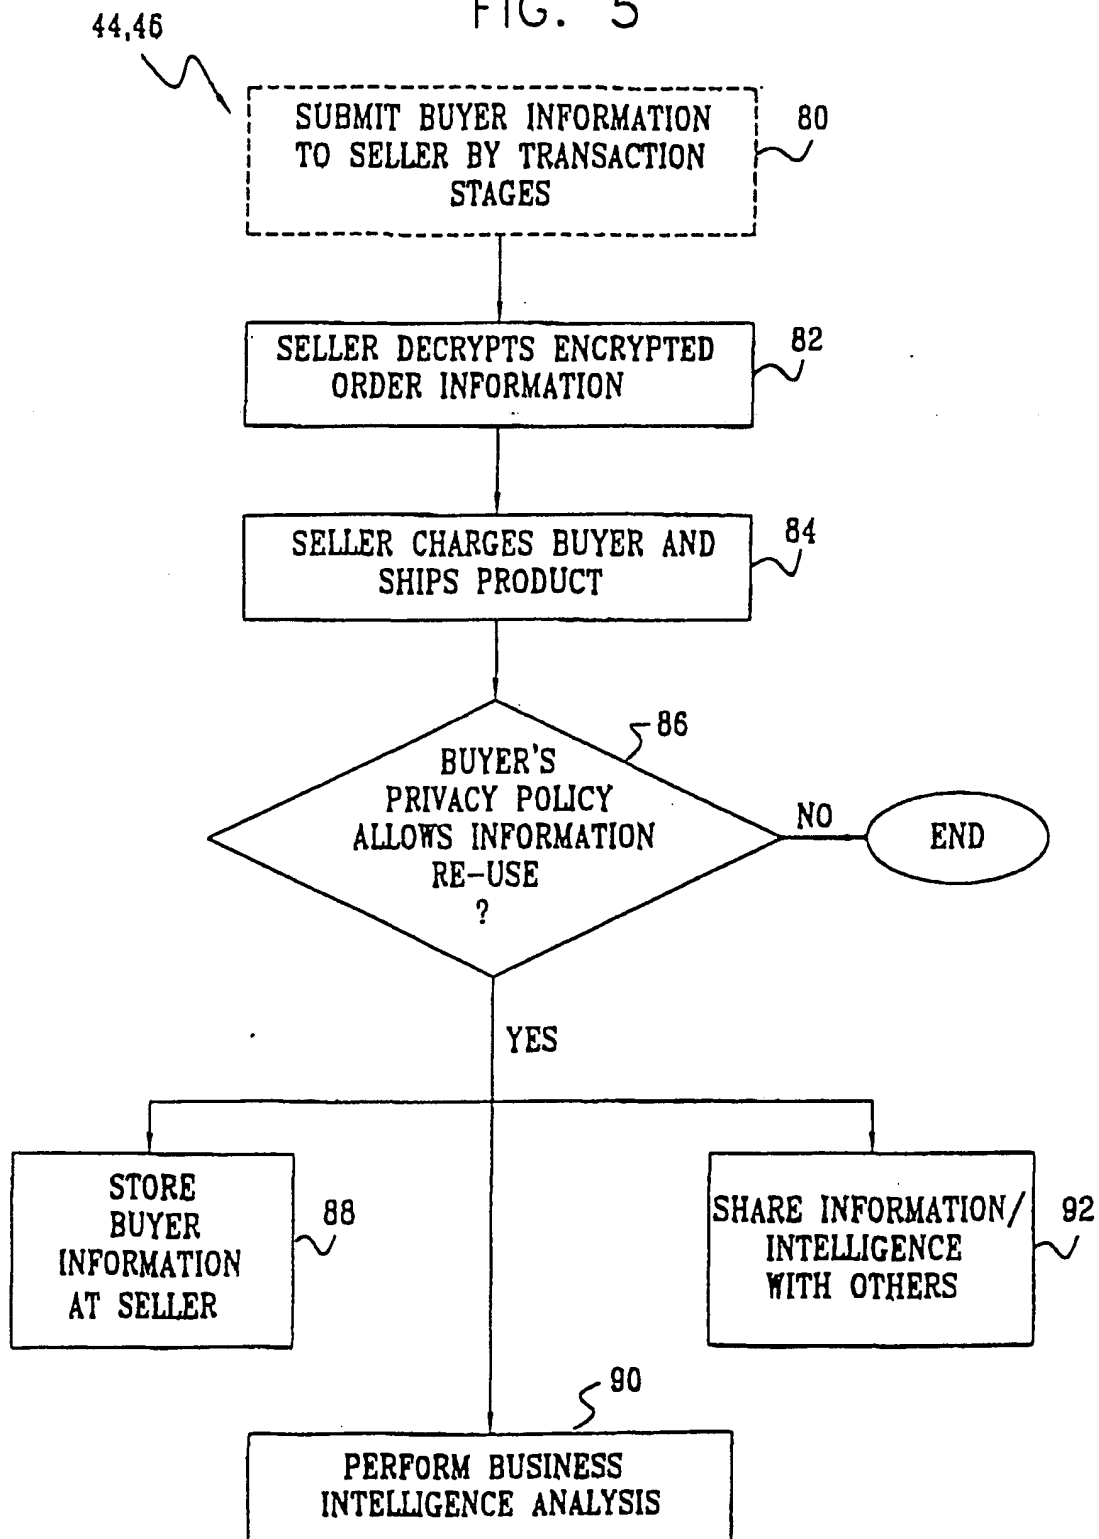 FIG. 5
44,46
SUBMIT BUYER INFORMATION
TO SELLER BY TRANSACTION
STAGES
80
SELLER DECRYPTS ENCRYPTED
ORDER INFORMATION
82
SELLER CHARGES BUYER AND
SHIPS PRODUCT
84
86
BUYER'S
PRIVACY POLICY
ALLOWS INFORMATION
RE-USE
?
NO
END
YES
STORE
BUYER
INFORMATION
AT SELLER
88
SHARE INFORMATION/
INTELLIGENCE
WITH OTHERS
92
90
PERFORM BUSINESS
INTELLIGENCE ANALYSIS